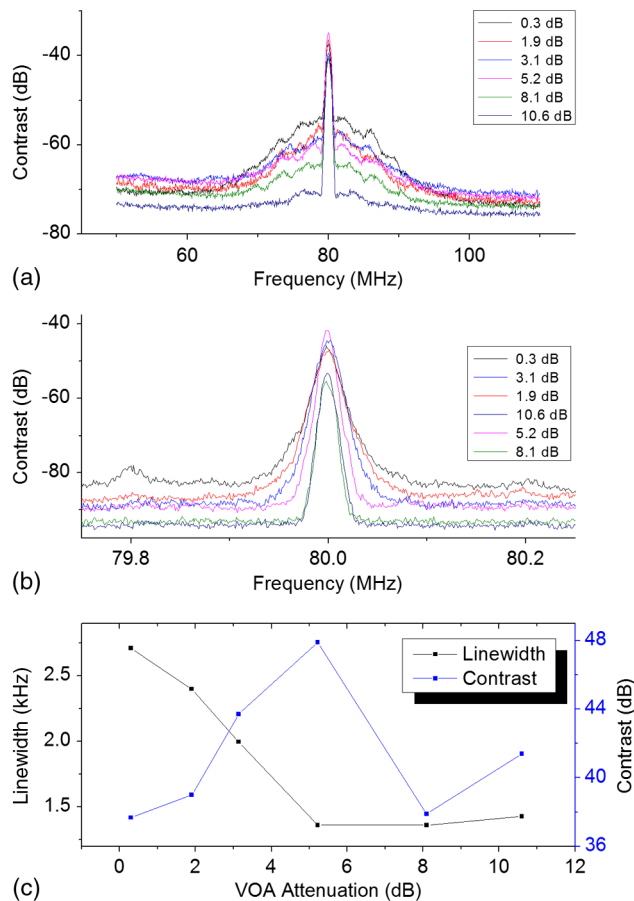 -40
-60
-80
Contrast (dB)
0.3 dB
1.9 dB
3.1 dB
5.2 dB
8.1 dB
10.6 dB
60
80
100
Frequency (MHz)
(a)
-40
-60
-80
Contrast (dB)
0.3 dB
3.1 dB
1.9 dB
10.6 dB
5.2 dB
8.1 dB
79.8
80.0
80.2
Frequency (MHz)
(b)
2.5
2.0
1.5
Linewidth (kHz)
Linewidth
Contrast
48
44
40
36
Contrast (dB)
0
2
4
6
8
10
12
VOA Attenuation (dB)
(c)